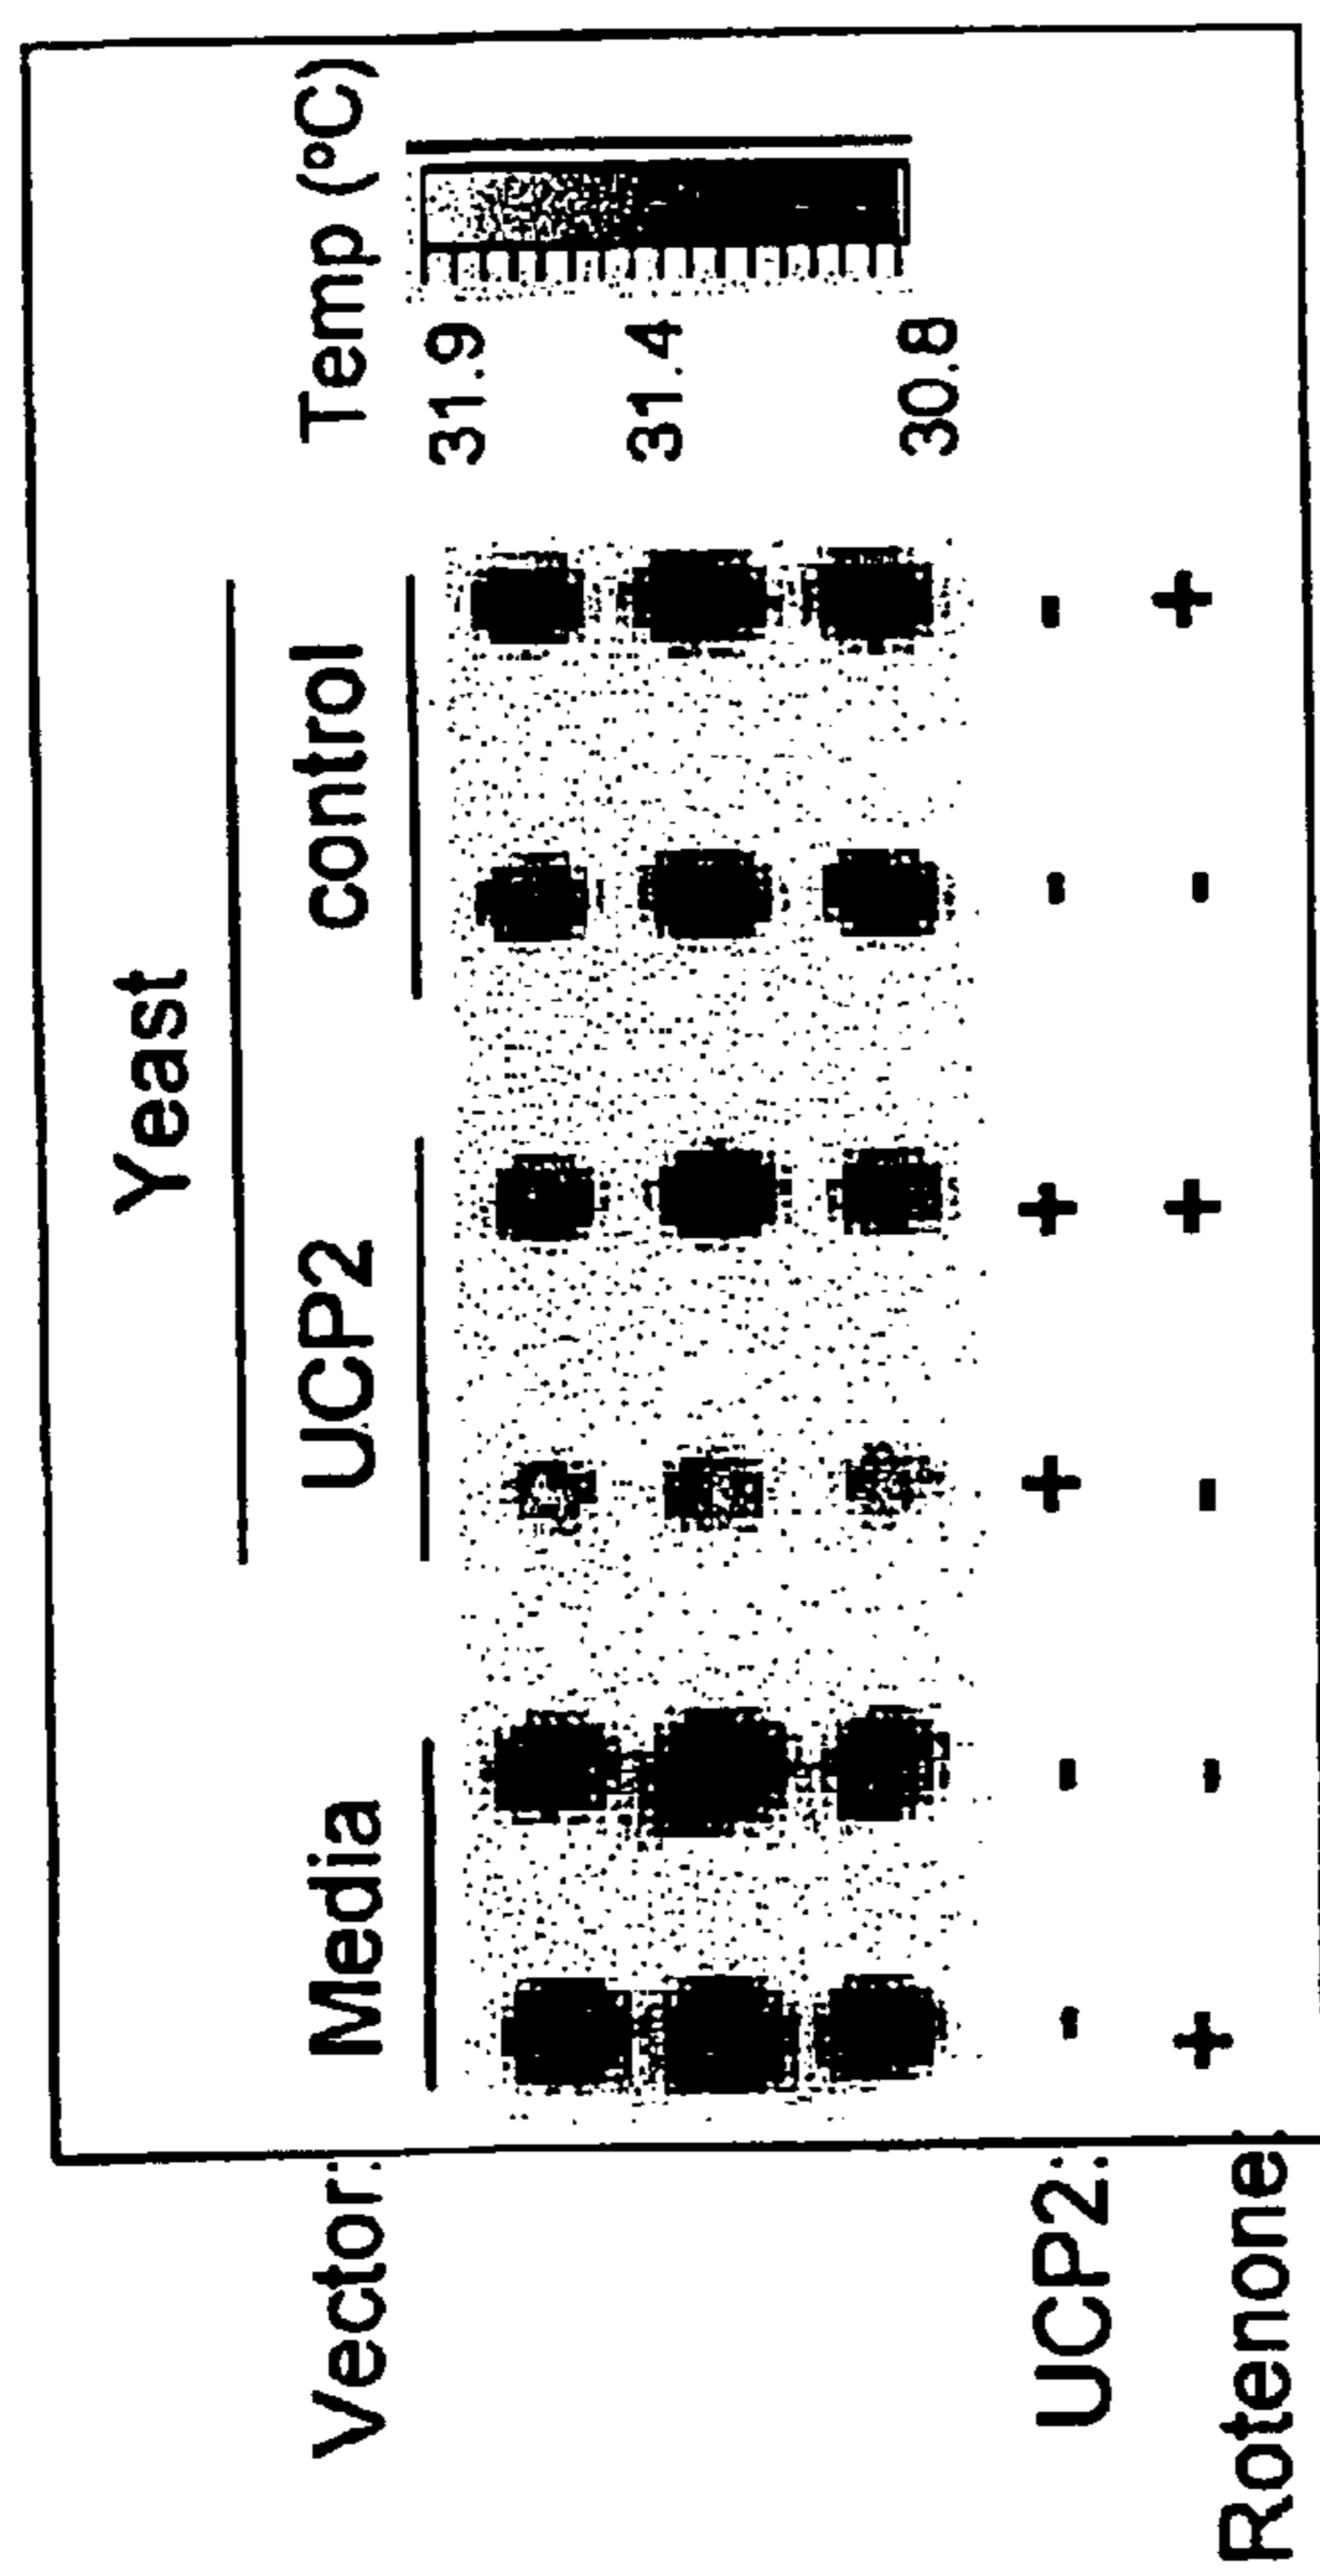 Yeast
Vector: Media UCP2 control Temp (°C)
31.9
31.4
30.8
UCP2: - - + + - -
Rotenone: + - - + - +